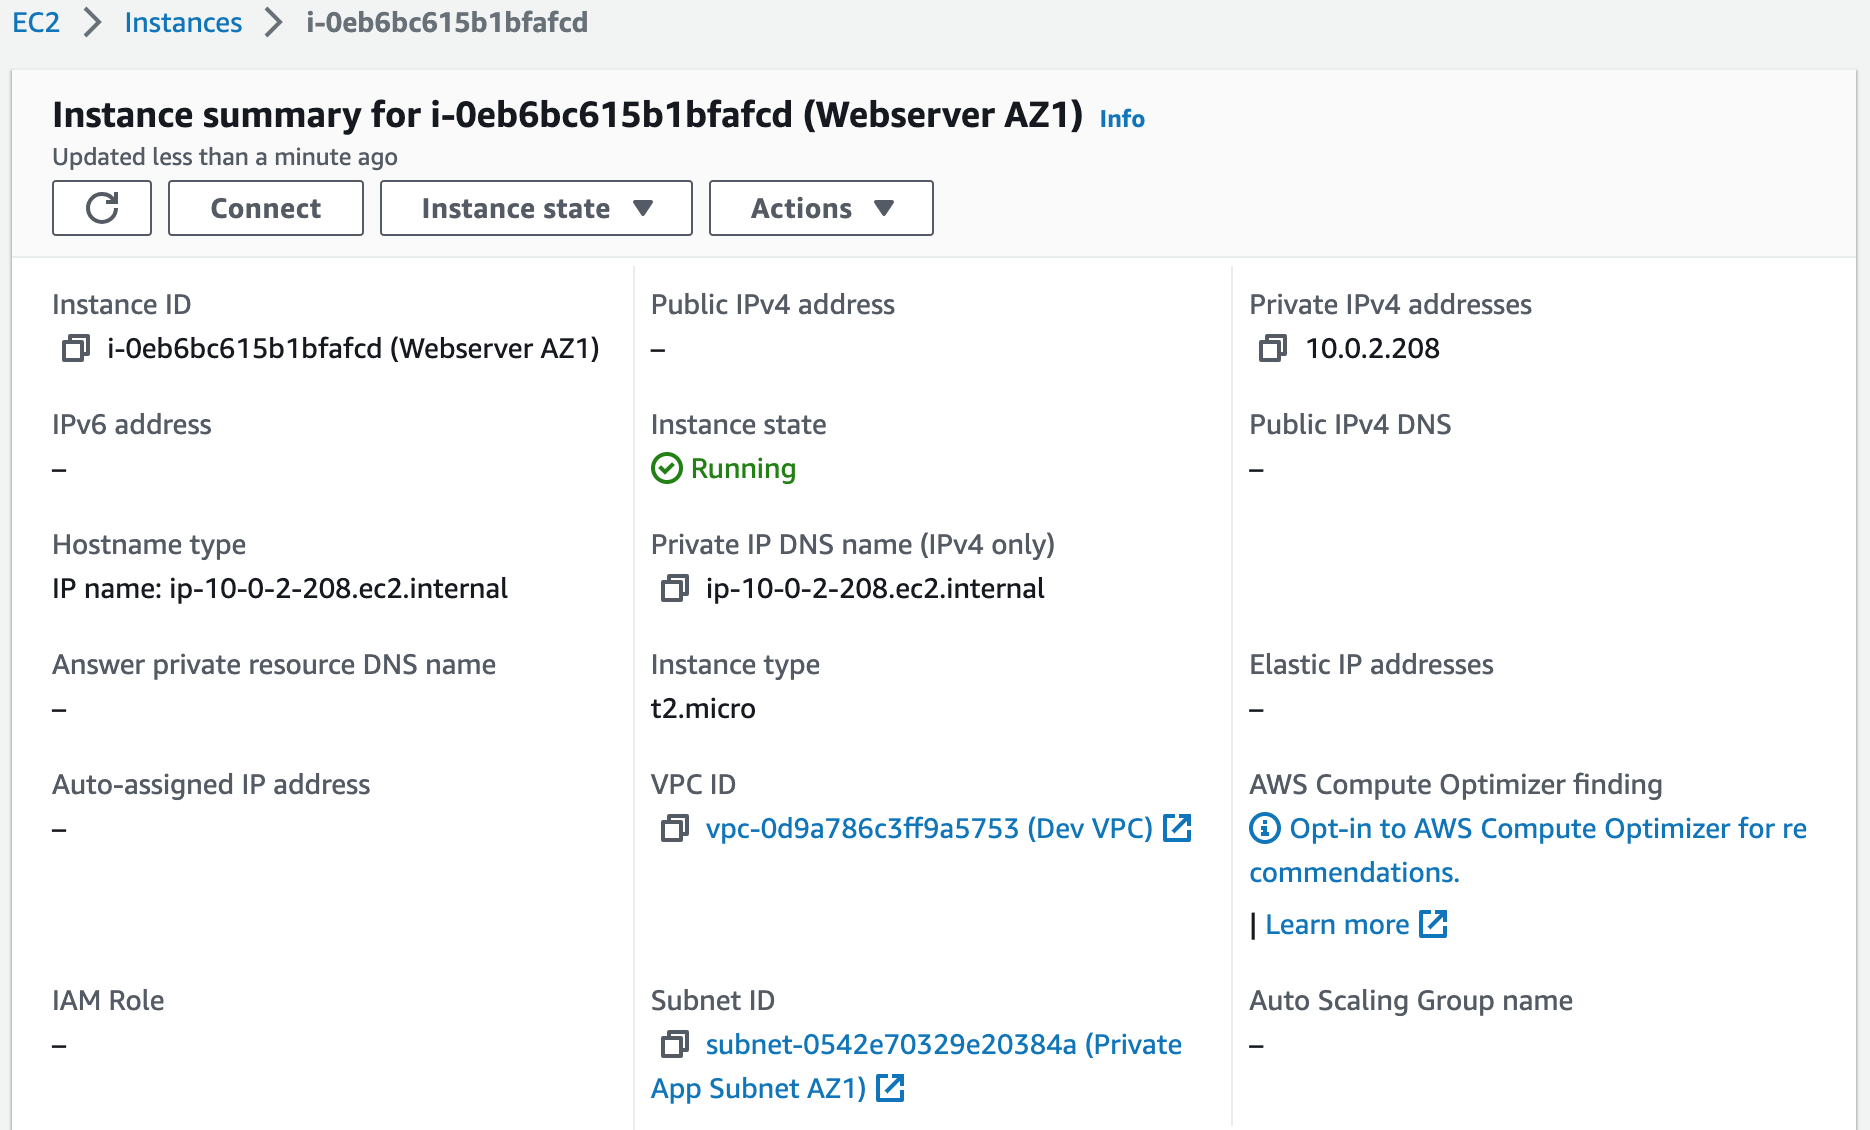 EC2 > Instances > i-0eb6bc615b1bfafcd
Instance summary for i-0eb6bc615b1bfafcd (Webserver AZ1) Info
Updated less than a minute ago
Connect Instance state ▼ Actions ▼
Instance ID
i-0eb6bc615b1bfafcd (Webserver AZ1)
Public IPv4 address
–
Private IPv4 addresses
10.0.2.208
IPv6 address
–
Instance state
Running
Public IPv4 DNS
–
Hostname type
IP name: ip-10-0-2-208.ec2.internal
Private IP DNS name (IPv4 only)
ip-10-0-2-208.ec2.internal
Answer private resource DNS name
–
Instance type
t2.micro
Elastic IP addresses
–
Auto-assigned IP address
–
VPC ID
vpc-0d9a786c3ff9a5753 (Dev VPC)
AWS Compute Optimizer finding
Opt-in to AWS Compute Optimizer for re
commendations.
| Learn more
IAM Role
–
Subnet ID
subnet-0542e70329e20384a (Private
App Subnet AZ1)
Auto Scaling Group name
–